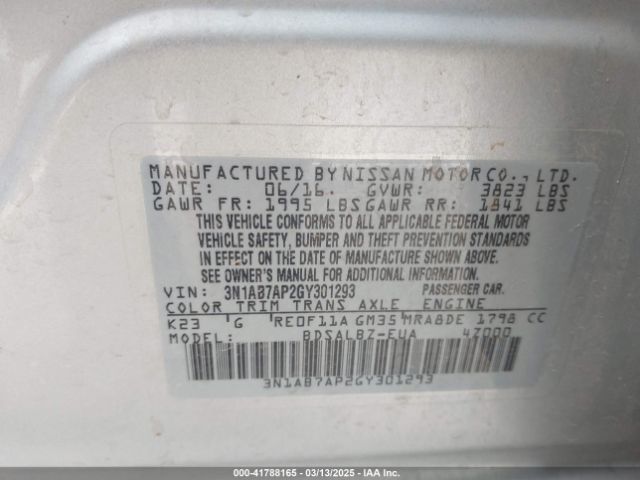 MANUFACTURED BY NISSAN MOTOR CO., LTD.
DATE: 06/16. GVWR: 3823 LBS
GAWR FR: 1995 LBS GAWR RR: 1841 LBS
THIS VEHICLE CONFORMS TO ALL APPLICABLE FEDERAL MOTOR
VEHICLE SAFETY, BUMPER AND THEFT PREVENTION STANDARDS
IN EFFECT ON THE DATE OF MANUFACTURE SHOWN ABOVE.
SEE OWNER'S MANUAL FOR ADDITIONAL INFORMATION.
VIN: 3N1AB7AP2GY301293 PASSENGER CAR.
COLOR TRIM TRANS AXLE ENGINE
K23 G RE0F11A GM35 MRA8DE 1798 CC
MODEL: BDSALBZ-EUA 47000
3N1AB7AP2GY301293
000-41788165 - 03/13/2025 - IAA Inc.